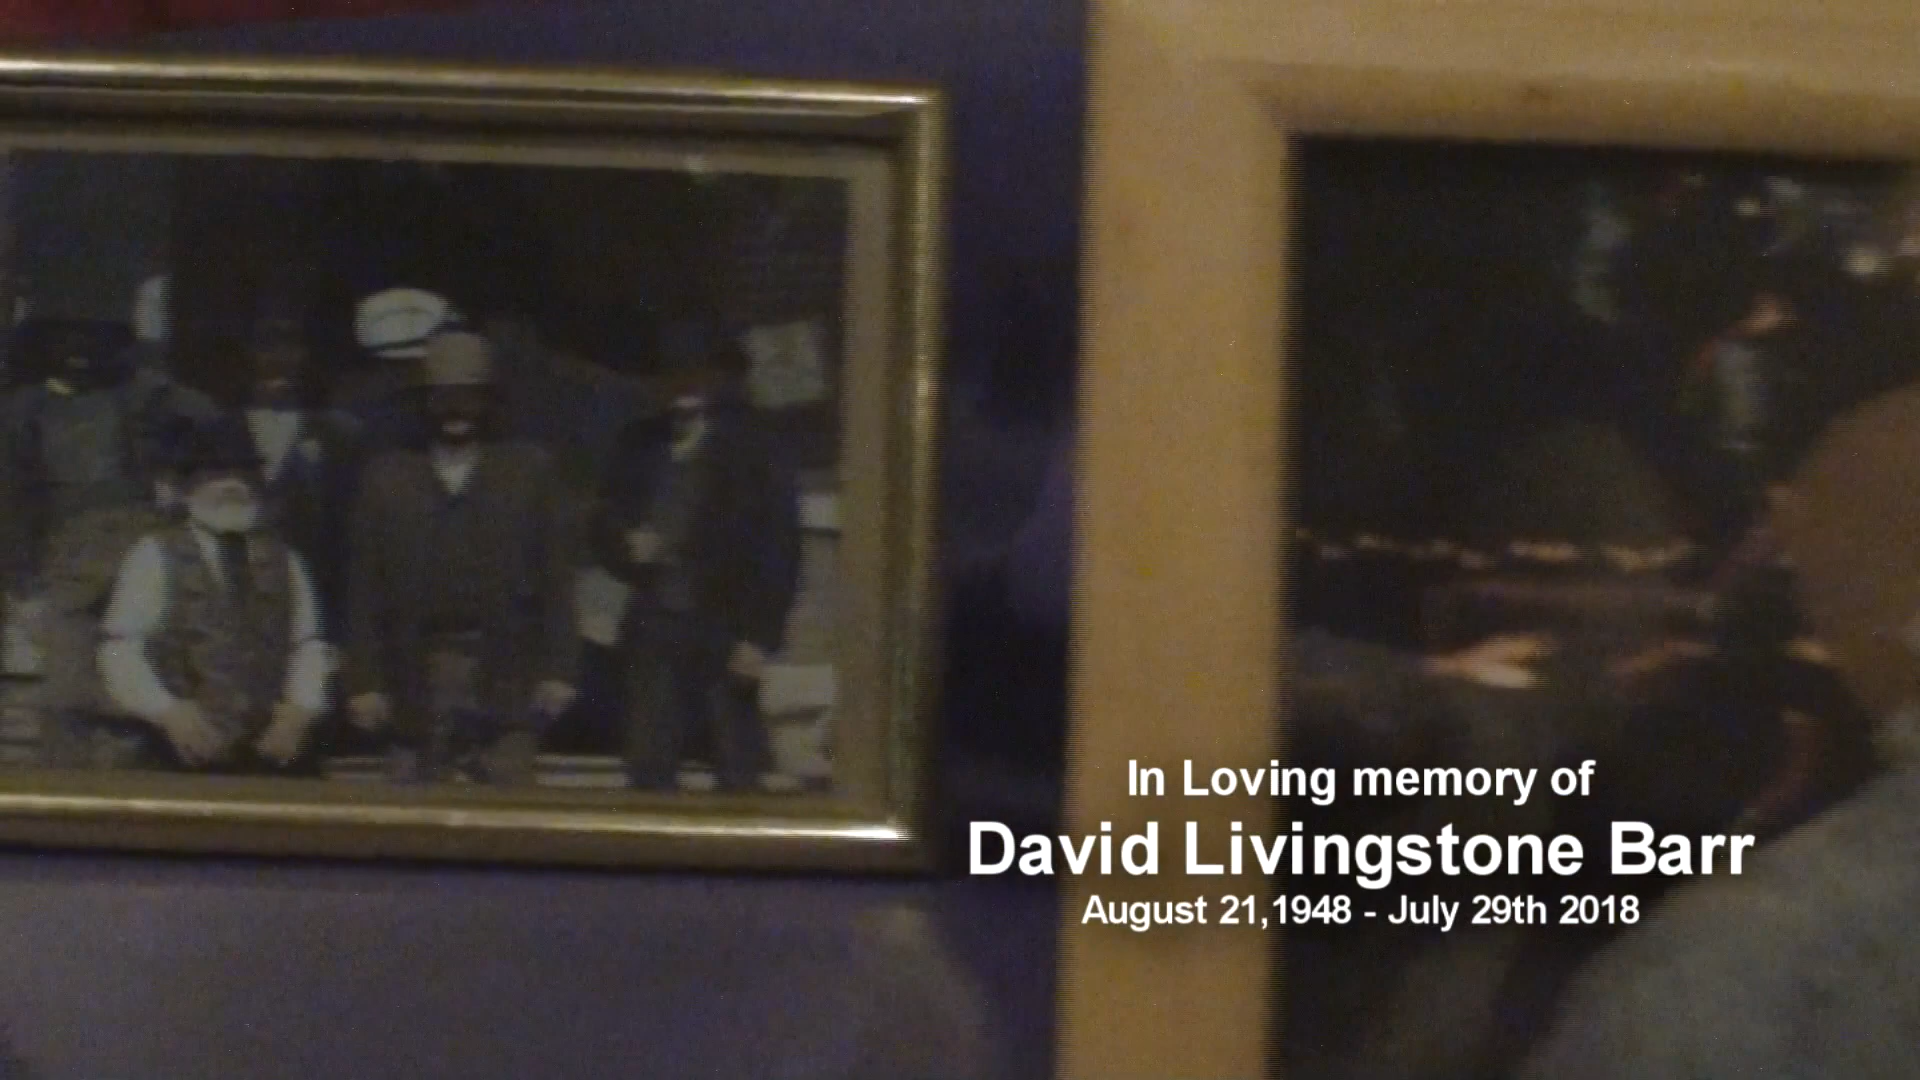 In Loving memory of
David Livingstone Barr
August 21,1948 - July 29th 2018